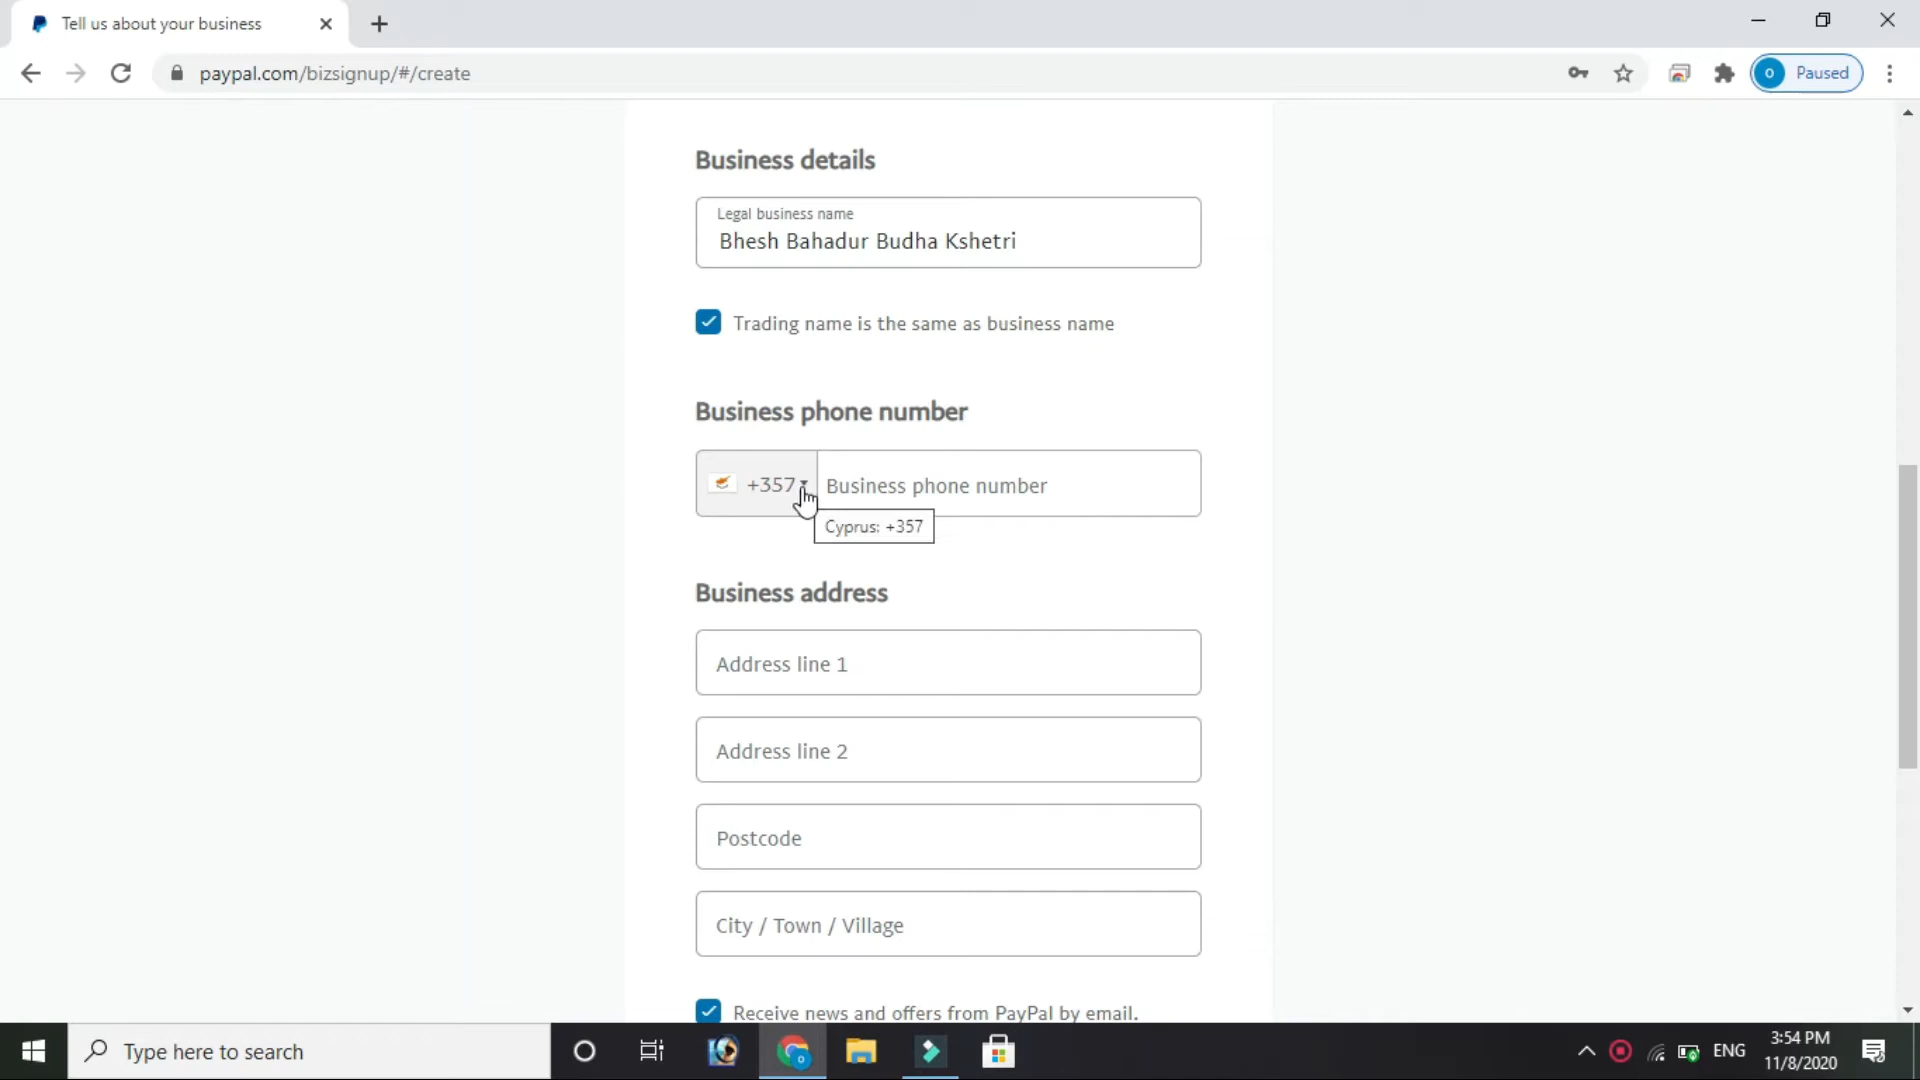 Tell us about your business
paypal.com/bizsignup/#/create
Paused
Business details
Legal business name
Bhesh Bahadur Budha Kshetri
Trading name is the same as business name
Business phone number
+357
Business phone number
Cyprus: +357
Business address
Address line 1
Address line 2
Postcode
City / Town / Village
Receive news and offers from PayPal by email.
Type here to search
ENG
3:54 PM
11/8/2020